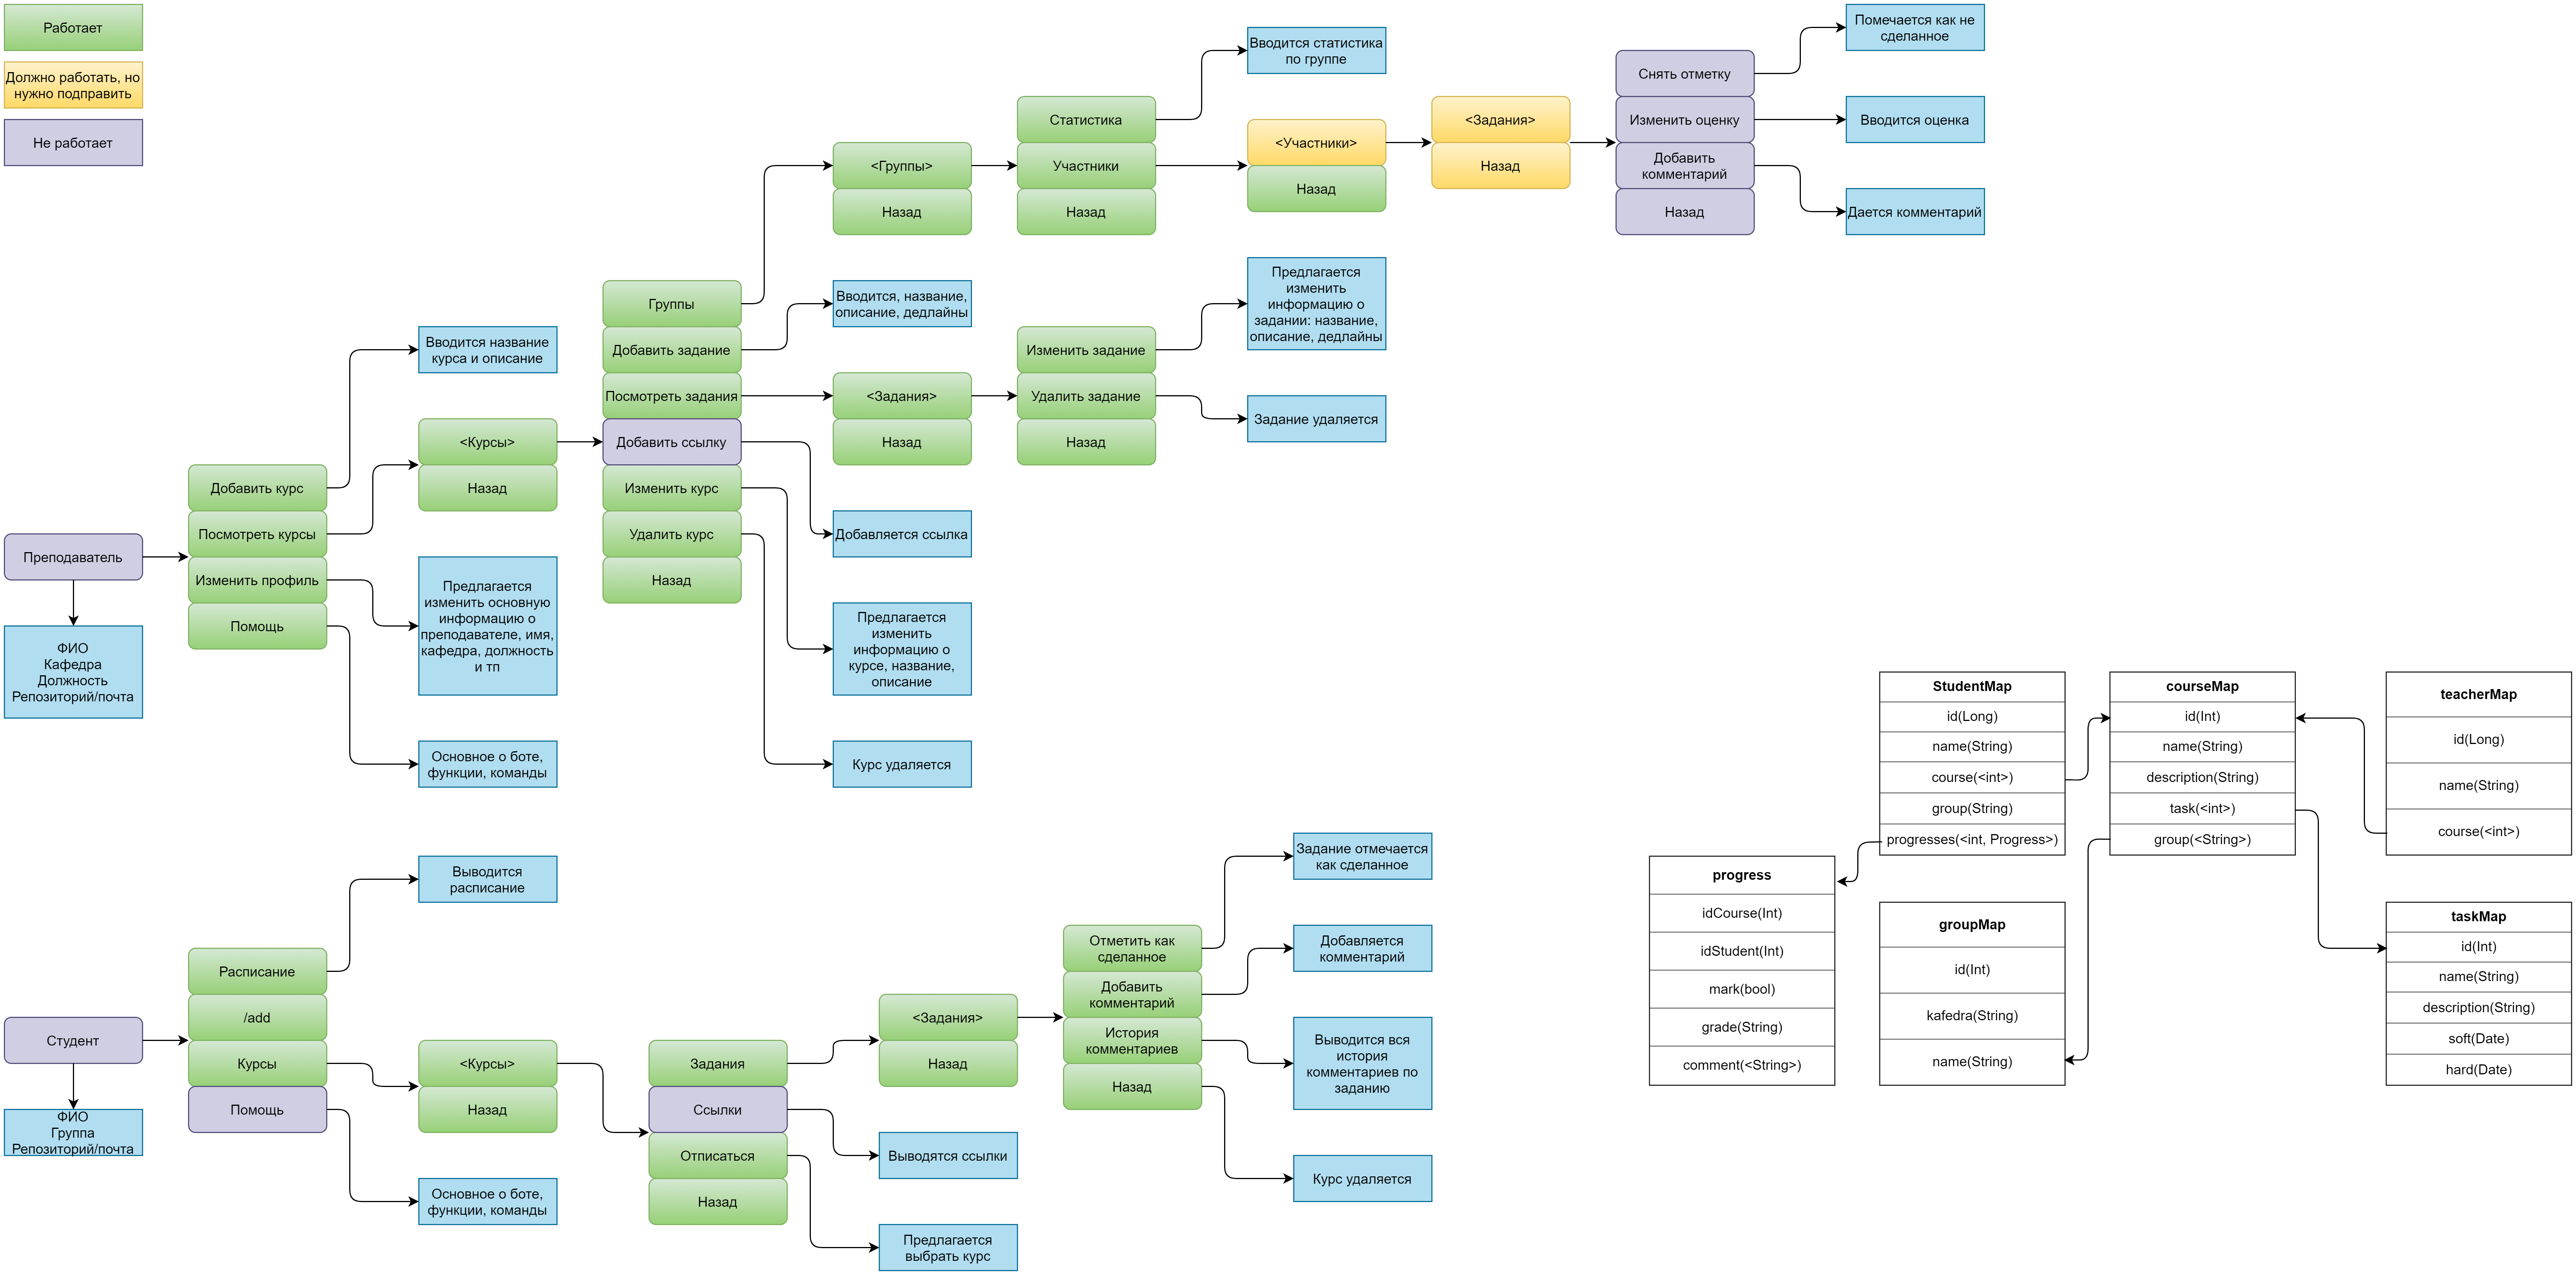 Работает
Должно работать, но
нужно подправить
Не работает
Преподаватель
ФИО
Кафедра
Должность
Репозиторий/почта
Добавить курс
Посмотреть курсы
Изменить профиль
Помощь
Вводится название
курса и описание
<Курсы>
Назад
Предлагается
изменить основную
информацию о
преподавателе, имя,
кафедра, должность
и тп
Основное о боте,
функции, команды
Группы
Добавить задание
Посмотреть задания
Добавить ссылку
Изменить курс
Удалить курс
Назад
<Группы>
Назад
Вводится, название,
описание, дедлайны
<Задания>
Назад
Добавляется ссылка
Предлагается
изменить
информацию о
курсе, название,
описание
Курс удаляется
Статистика
Участники
Назад
Изменить задание
Удалить задание
Назад
Вводится статистика
по группе
<Участники>
Назад
Предлагается
изменить
информацию о
задании: название,
описание, дедлайны
Задание удаляется
<Задания>
Назад
Снять отметку
Изменить оценку
Добавить
комментарий
Назад
Помечается как не
сделанное
Вводится оценка
Дается комментарий
Студент
ФИО
Группа
Репозиторий/почта
Расписание
/add
Курсы
Помощь
Выводится
расписание
<Курсы>
Назад
Основное о боте,
функции, команды
Задания
Ссылки
Отписаться
Назад
<Задания>
Назад
Выводятся ссылки
Предлагается
выбрать курс
Отметить как
сделанное
Добавить
комментарий
История
комментариев
Назад
Задание отмечается
как сделанное
Добавляется
комментарий
Выводится вся
история
комментариев по
заданию
Курс удаляется
StudentMap
id(Long)
name(String)
course(<int>)
group(String)
progresses(<int, Progress>)
courseMap
id(Int)
name(String)
description(String)
task(<int>)
group(<String>)
teacherMap
id(Long)
name(String)
course(<int>)
progress
idCourse(Int)
idStudent(Int)
mark(bool)
grade(String)
comment(<String>)
groupMap
id(Int)
kafedra(String)
name(String)
taskMap
id(Int)
name(String)
description(String)
soft(Date)
hard(Date)